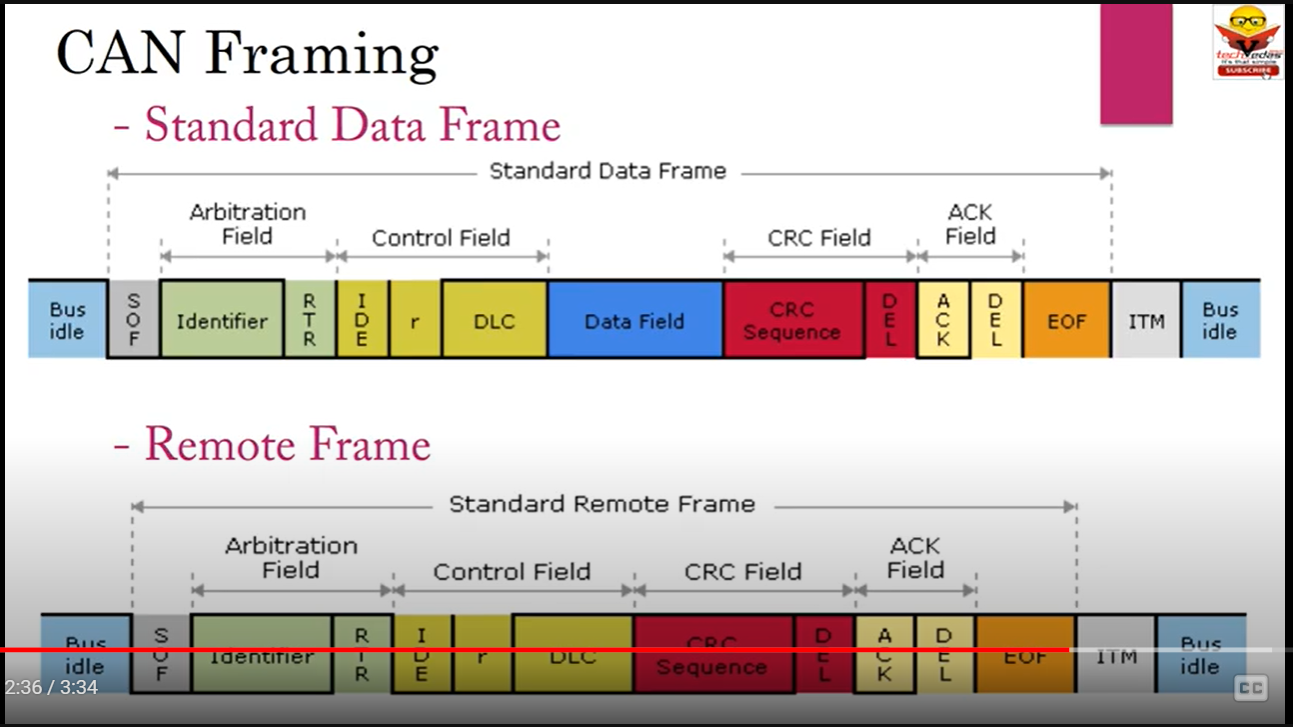 CAN Framing
techvedas
It's that simple
SUBSCRIBE
- Standard Data Frame
Standard Data Frame
Arbitration
Field
Control Field
CRC Field
ACK
Field
Bus
idle
SOF
Identifier
RTR
IDE
r
DLC
Data Field
CRC
Sequence
DEL
ACK
DEL
EOF
ITM
Bus
idle
- Remote Frame
Standard Remote Frame
Arbitration
Field
Control Field
CRC Field
ACK
Field
Bus
idle
SOF
Identifier
RTR
IDE
r
DLC
CRC
Sequence
DEL
ACK
DEL
EOF
ITM
Bus
idle
2:36 / 3:34
CC